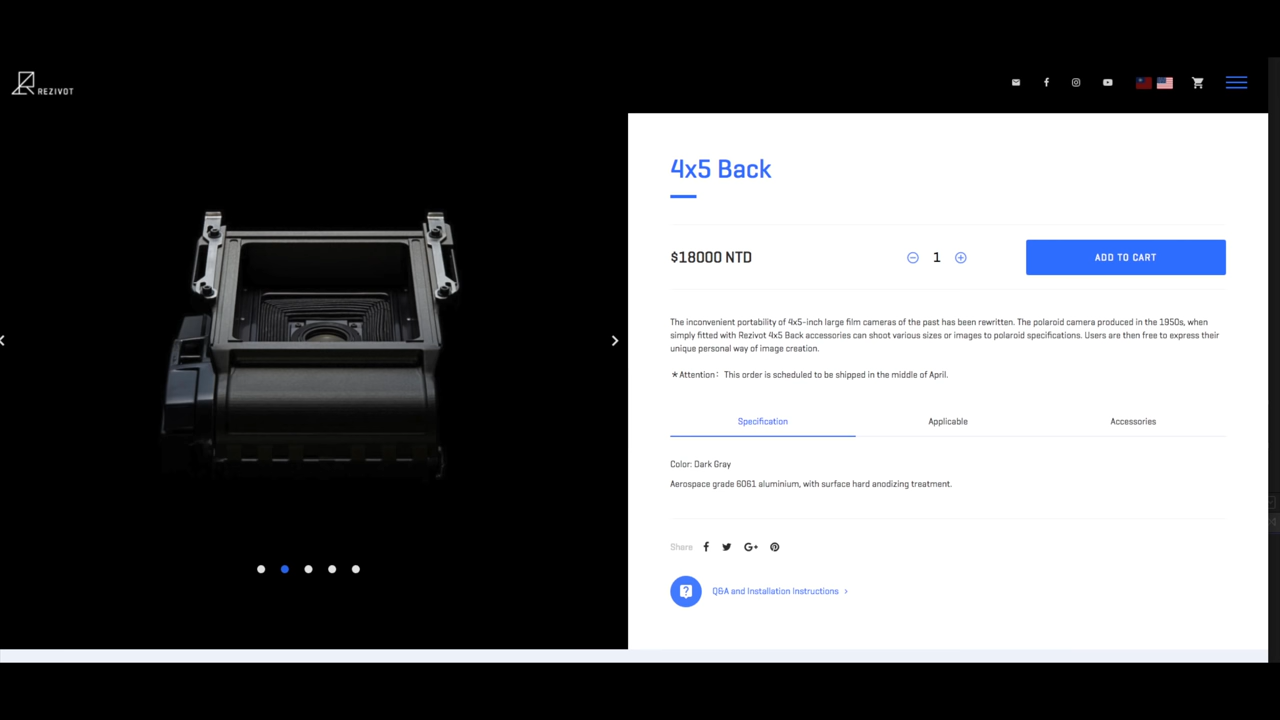 REZIVOT
4x5 Back
$18000 NTD
1
ADD TO CART
The inconvenient portability of 4x5-inch large film cameras of the past has been rewritten. The polaroid camera produced in the 1950s, when
simply fitted with Rezivot 4x5 Back accessories can shoot various sizes or images to polaroid specifications. Users are then free to express their
unique personal way of image creation.
*Attention: This order is scheduled to be shipped in the middle of April.
Specification
Applicable
Accessories
Color: Dark Gray
Aerospace grade 6061 aluminium, with surface hard anodizing treatment.
Share
Q&A and Installation Instructions >